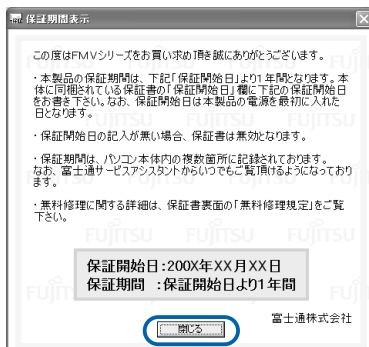 保証期間表示
この度はFMVシリーズをお買い求め頂き誠にありがとうございます。
・本製品の保証期間は、下記「保証開始日」より1年間となります。本
体に同梱されている保証書の「保証開始日」欄に下記の保証開始日
をお書き下さい。なお、保証開始日は本製品の電源を最初に入れた
日となります。
・保証開始日の記入が無い場合、保証書は無効となります。
・保証期間は、パソコン本体内の複数箇所に記録されております。
なお、富士通サービスアシスタントからいつでもご覧頂けるようになっており
ます。
・無料修理に関する詳細は、保証書裏面の「無料修理規定」をご覧
下さい。
保証開始日:200X年XX月XX日
保証期間 :保証開始日より1年間
富士通株式会社
閉じる